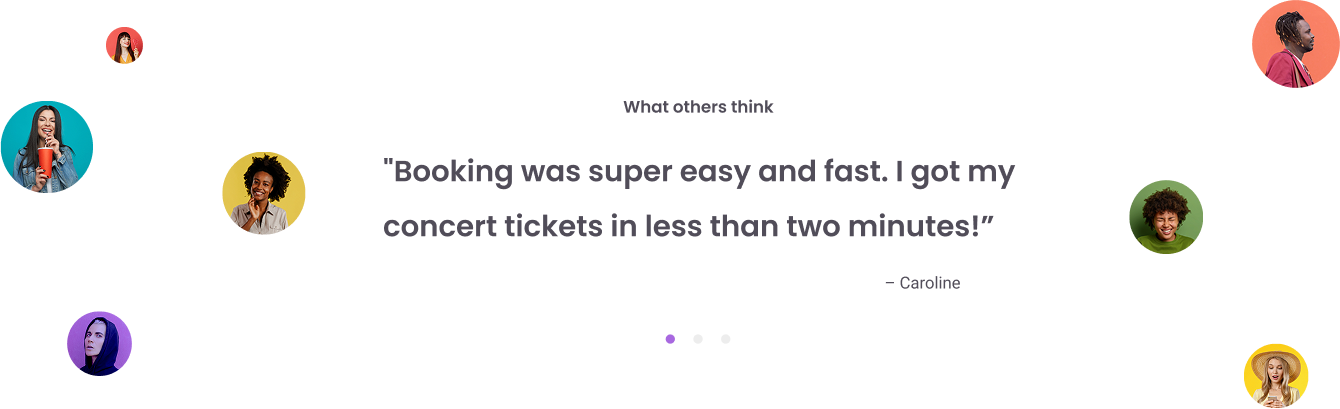 What others think
"Booking was super easy and fast. I got my
concert tickets in less than two minutes!”
– Caroline